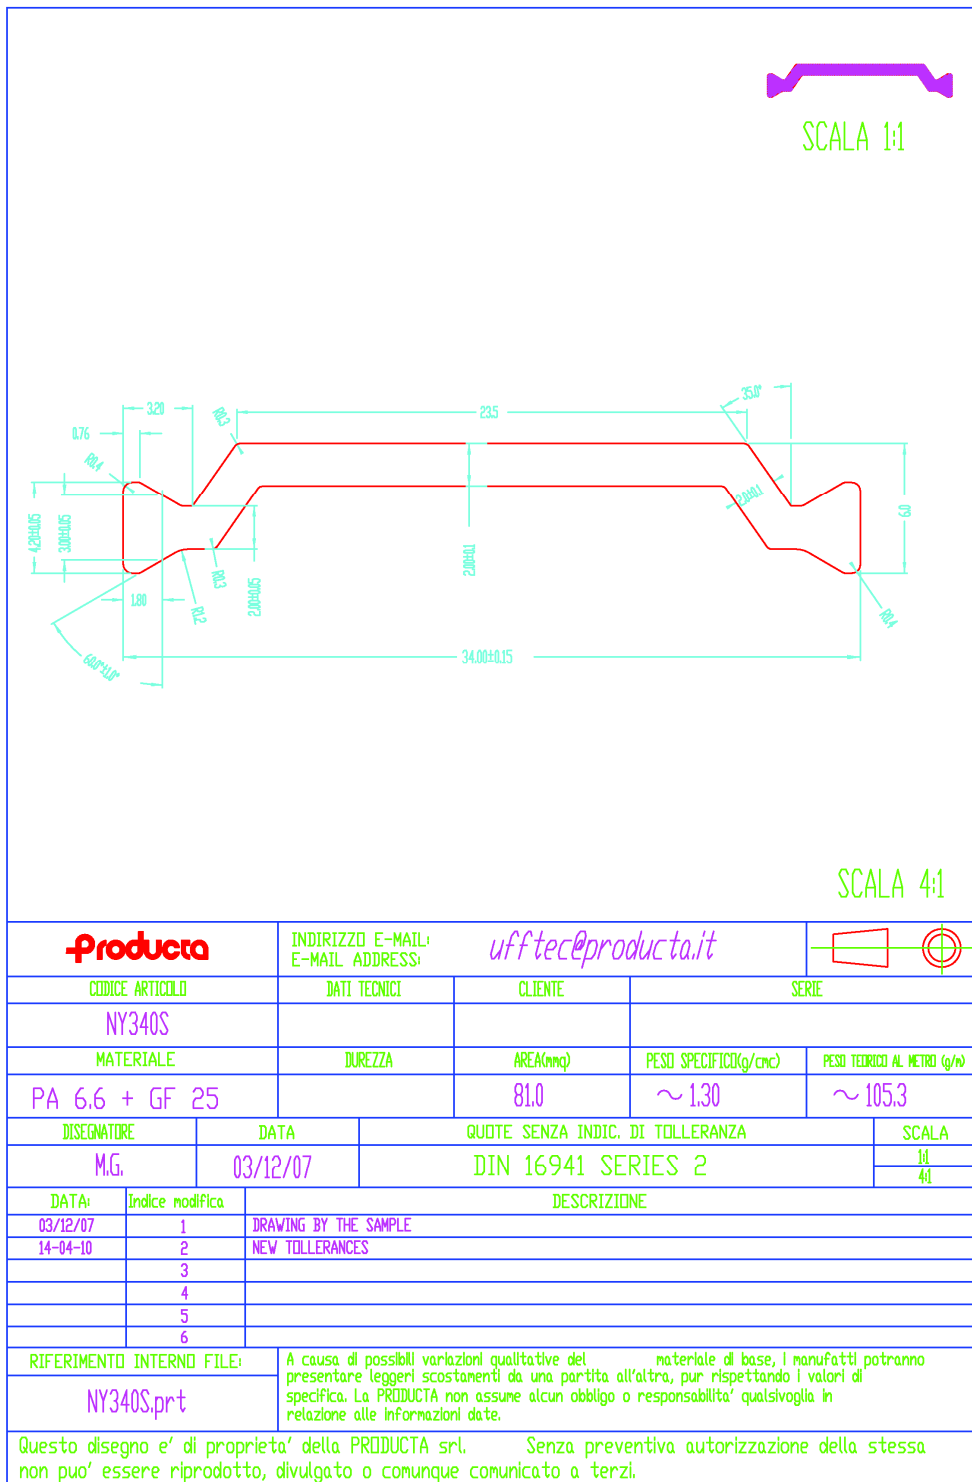 SCALA 1:1
35.0°
3.20
R0.3
23.5
0.76
R0.4
2.0±0.1
6.0
4.20±0.05
3.00±0.05
2.00±0.1
R0.3
2.00±0.05
1.80
R1.2
R0.4
60.0°±1.0°
34.00±0.15
SCALA 4:1
Producta
INDIRIZZO E-MAIL:
E-MAIL ADDRESS:
ufftec@producta.it
CODICE ARTICOLO DATI TECNICI CLIENTE SERIE
NY340S
MATERIALE DUREZZA AREA(mmq) PESO SPECIFICO(g/cmc) PESO TEORICO AL METRO (g/m)
PA 6.6 + GF 25 81.0 ~ 1.30 ~ 105.3
DISEGNATORE DATA QUOTE SENZA INDIC. DI TOLLERANZA SCALA
M.G. 03/12/07 DIN 16941 SERIES 2 1:1
4:1
DATA: Indice modifica DESCRIZIONE
03/12/07 1 DRAWING BY THE SAMPLE
14-04-10 2 NEW TOLLERANCES
3
4
5
6
RIFERIMENTO INTERNO FILE:
NY340S.prt
A causa di possibili variazioni qualitative del materiale di base, i manufatti potranno
presentare leggeri scostamenti da una partita all'altra, pur rispettando i valori di
specifica. La PRODUCTA non assume alcun obbligo o responsabilita' qualsivoglia in
relazione alle informazioni date.
Questo disegno e' di proprieta' della PRODUCTA srl. Senza preventiva autorizzazione della stessa
non puo' essere riprodotto, divulgato o comunque comunicato a terzi.